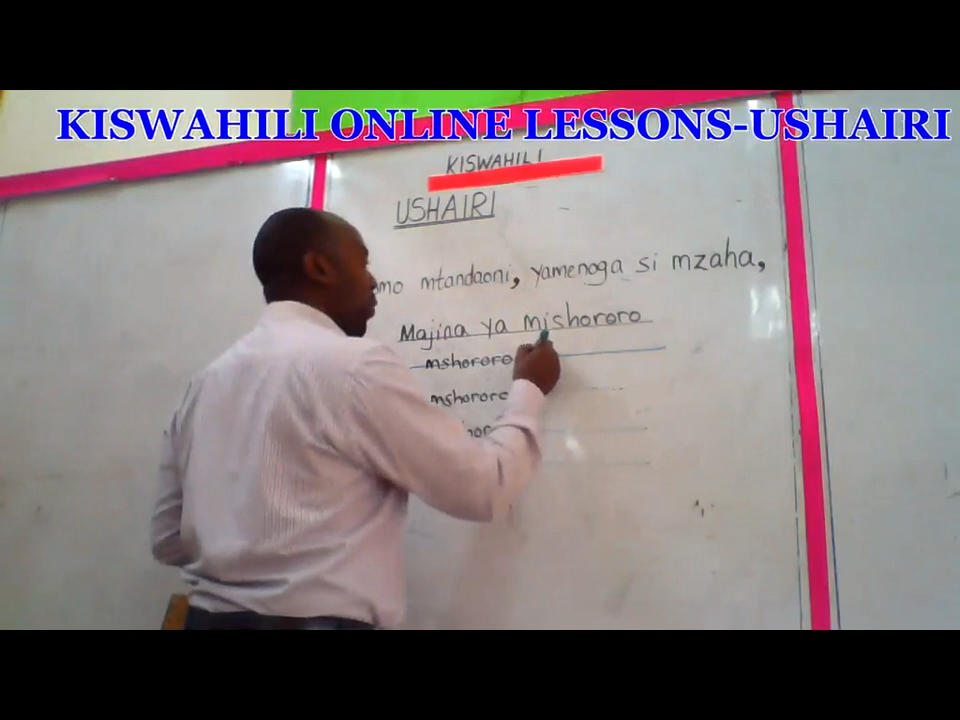 KISWAHILI ONLINE LESSONS-USHAIRI
KISWAHILI
USHAIRI
mtandaoni, yamenoga si mzaha,
Majina ya mishororo
mshororo
mshororo